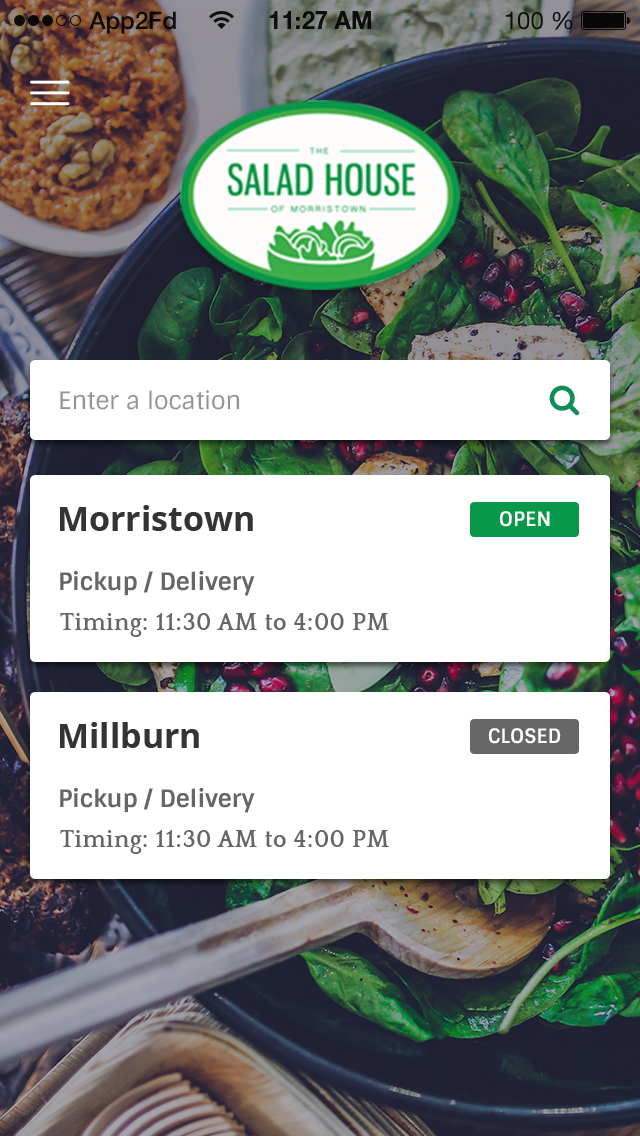 App2Fd 11:27 AM 100 %
THE
SALAD HOUSE
OF MORRISTOWN
Enter a location
Morristown
OPEN
Pickup / Delivery
Timing: 11:30 AM to 4:00 PM
Millburn
CLOSED
Pickup / Delivery
Timing: 11:30 AM to 4:00 PM